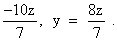 −10z/7, y = 8z/7 .